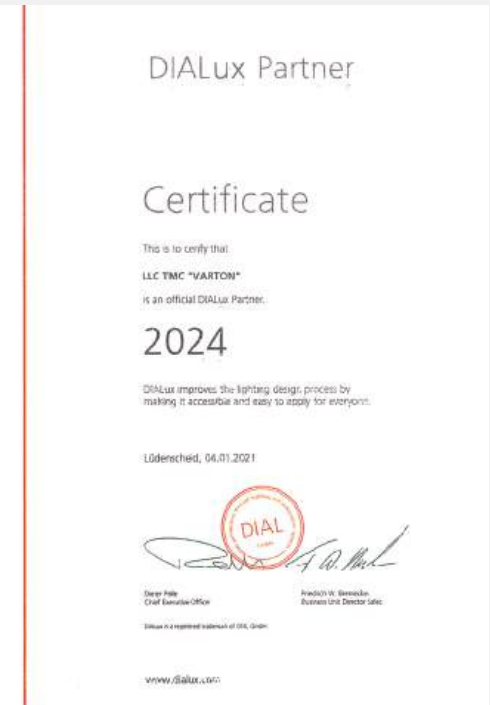 DIALux Partner
Certificate
This is to certify that
LLC TMC "VARTON"
is an official DIALux Partner.
2024
DIALux improves the lighting design process by
making it accessible and easy to apply for everyone.
Lüdenscheid, 04.01.2021
DIAL
GmbH
Dieter Polle
Chief Executive Officer
Friedrich W. Bennecke
Business Unit Director Sales
DIALux is a registered trademark of DIAL GmbH
www.dialux.com